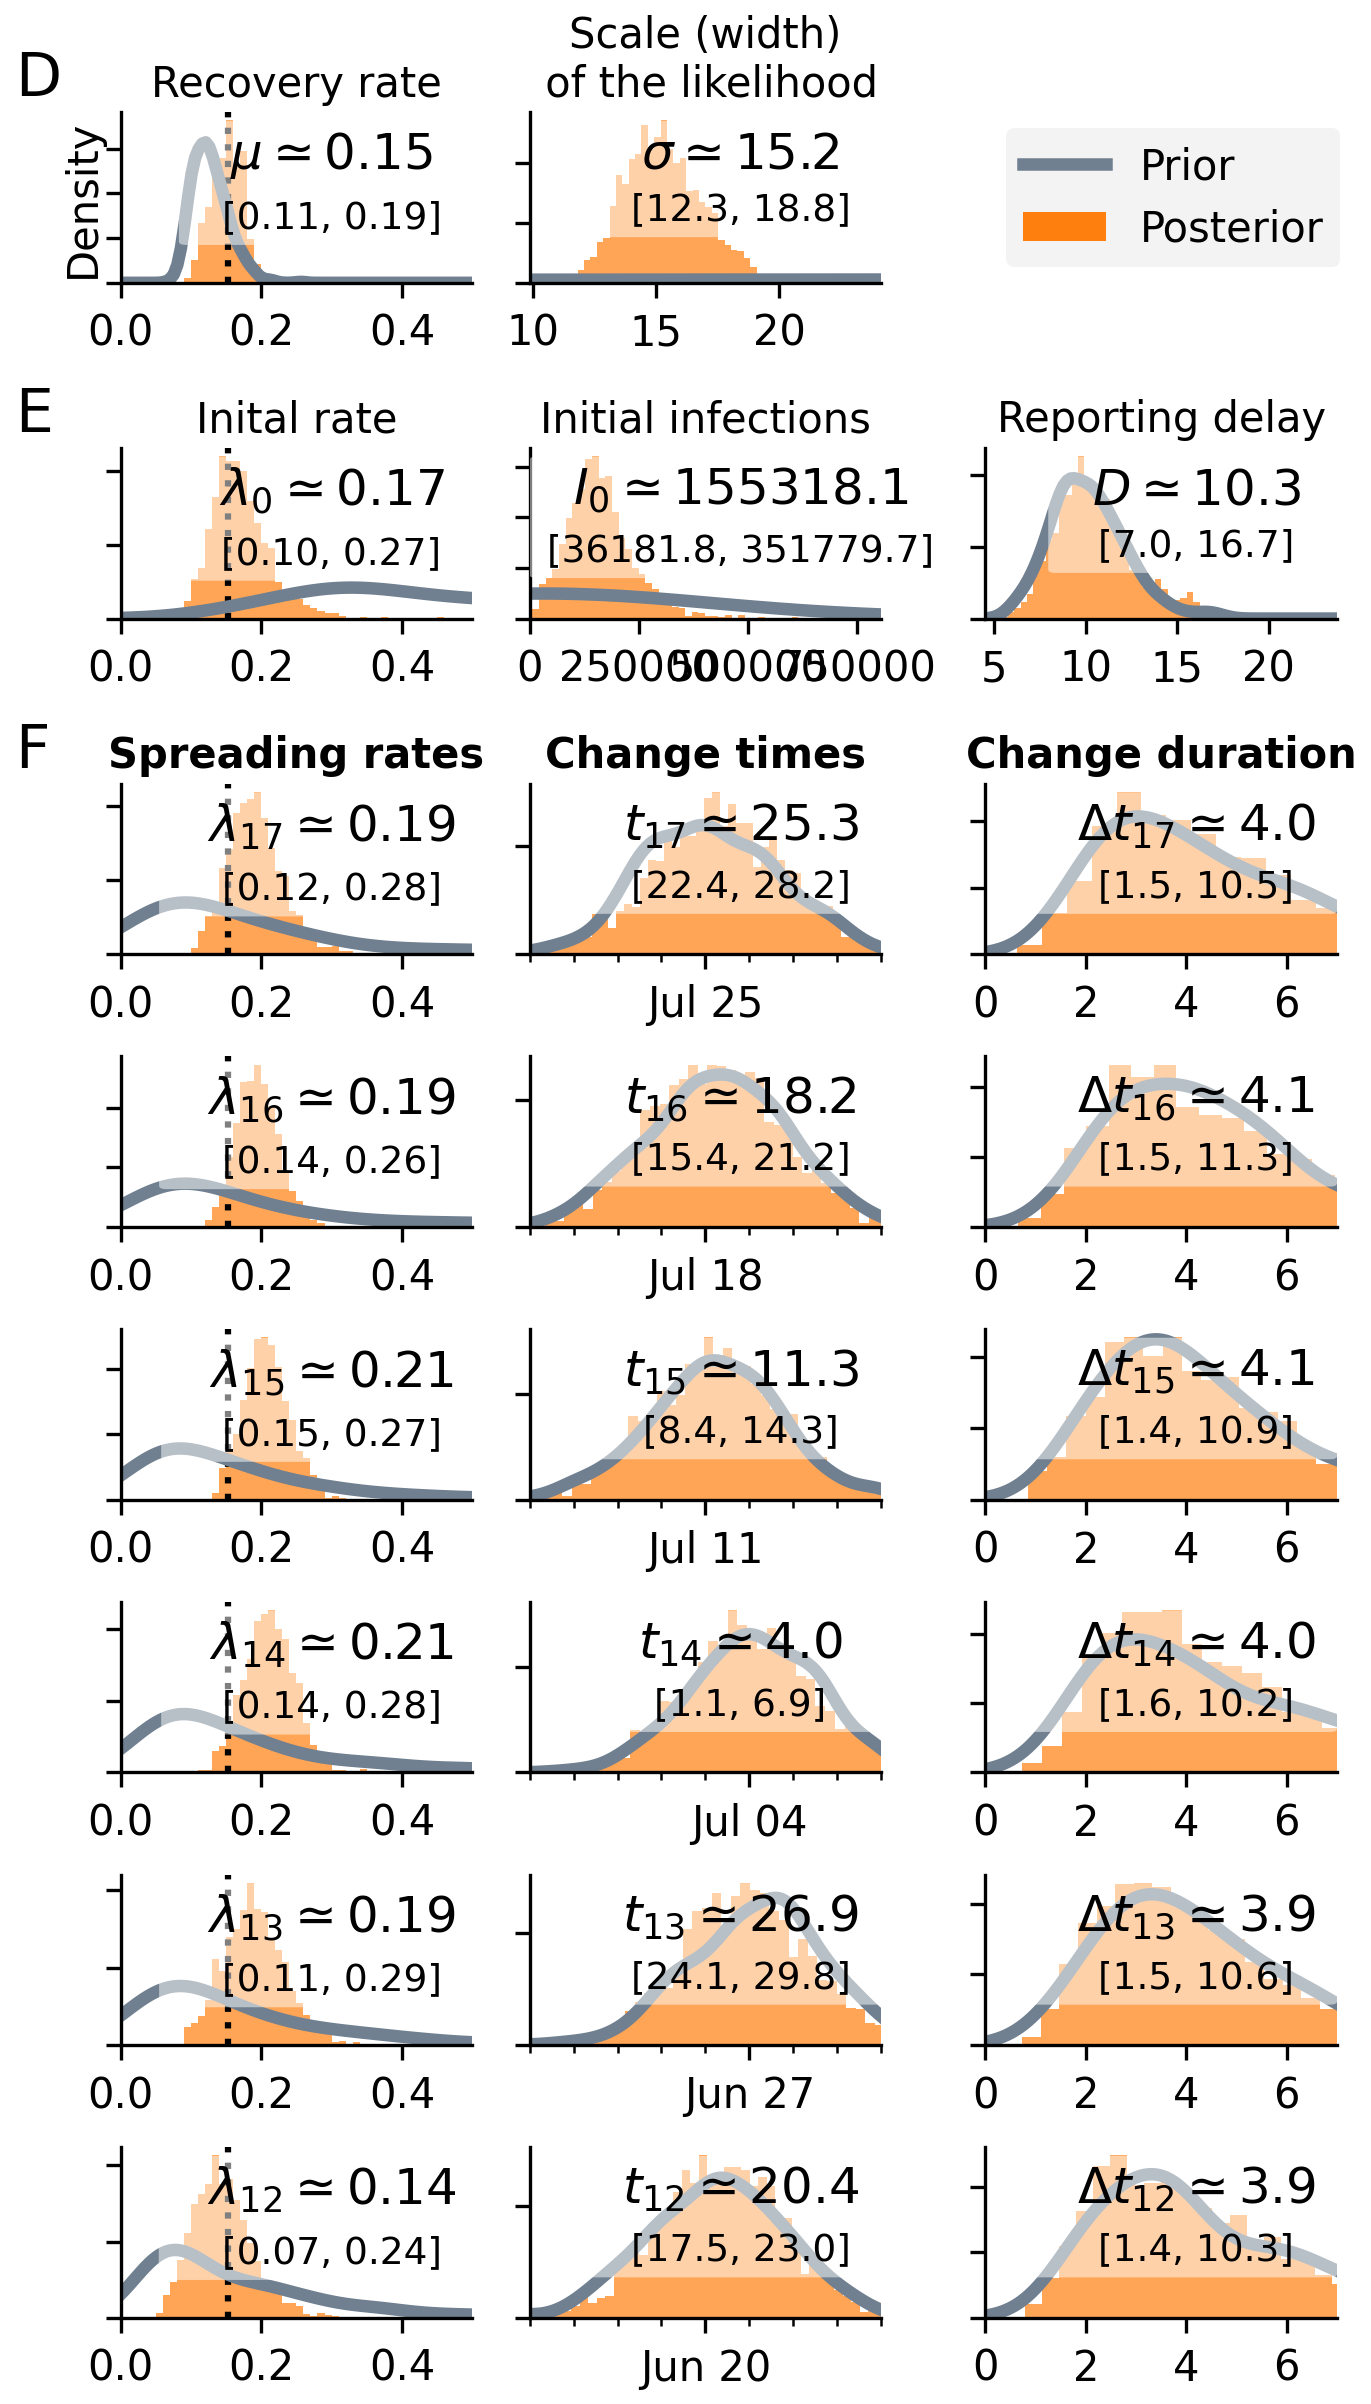 D
Recovery rate
Scale (width)
of the likelihood
Density
μ ≃ 0.15
[0.11, 0.19]
0.0 0.2 0.4
σ ≃ 15.2
[12.3, 18.8]
10 15 20
Prior
Posterior
E
Inital rate
λ0 ≃ 0.17
[0.10, 0.27]
0.0 0.2 0.4
Initial infections
I0 ≃ 155318.1
[36181.8, 351779.7]
0 250000 500000 750000
Reporting delay
D ≃ 10.3
[7.0, 16.7]
5 10 15 20
F
Spreading rates
Change times
Change duration
λ17 ≃ 0.19
[0.12, 0.28]
0.0 0.2 0.4
t17 ≃ 25.3
[22.4, 28.2]
Jul 25
Δt17 ≃ 4.0
[1.5, 10.5]
0 2 4 6
λ16 ≃ 0.19
[0.14, 0.26]
0.0 0.2 0.4
t16 ≃ 18.2
[15.4, 21.2]
Jul 18
Δt16 ≃ 4.1
[1.5, 11.3]
0 2 4 6
λ15 ≃ 0.21
[0.15, 0.27]
0.0 0.2 0.4
t15 ≃ 11.3
[8.4, 14.3]
Jul 11
Δt15 ≃ 4.1
[1.4, 10.9]
0 2 4 6
λ14 ≃ 0.21
[0.14, 0.28]
0.0 0.2 0.4
t14 ≃ 4.0
[1.1, 6.9]
Jul 04
Δt14 ≃ 4.0
[1.6, 10.2]
0 2 4 6
λ13 ≃ 0.19
[0.11, 0.29]
0.0 0.2 0.4
t13 ≃ 26.9
[24.1, 29.8]
Jun 27
Δt13 ≃ 3.9
[1.5, 10.6]
0 2 4 6
λ12 ≃ 0.14
[0.07, 0.24]
0.0 0.2 0.4
t12 ≃ 20.4
[17.5, 23.0]
Jun 20
Δt12 ≃ 3.9
[1.4, 10.3]
0 2 4 6